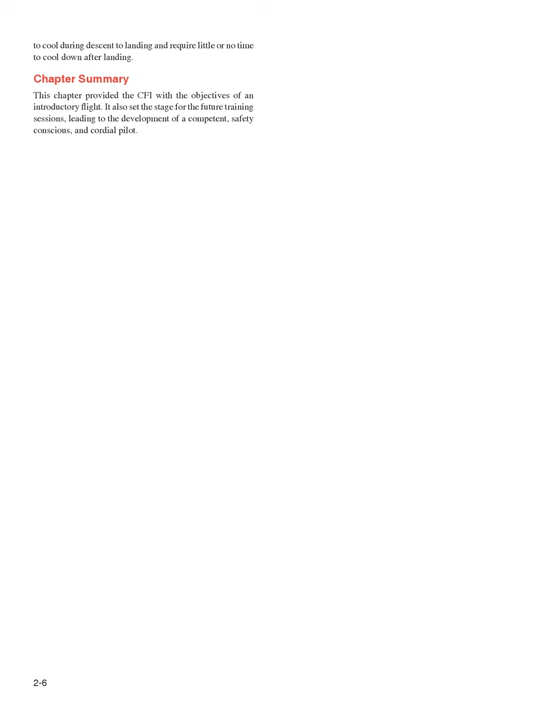 to cool during descent to landing and require little or no time
to cool down after landing.
Chapter Summary
This chapter provided the CFI with the objectives of an
introductory flight. It also set the stage for the future training
sessions, leading to the development of a competent, safety
conscious, and cordial pilot.
2-6